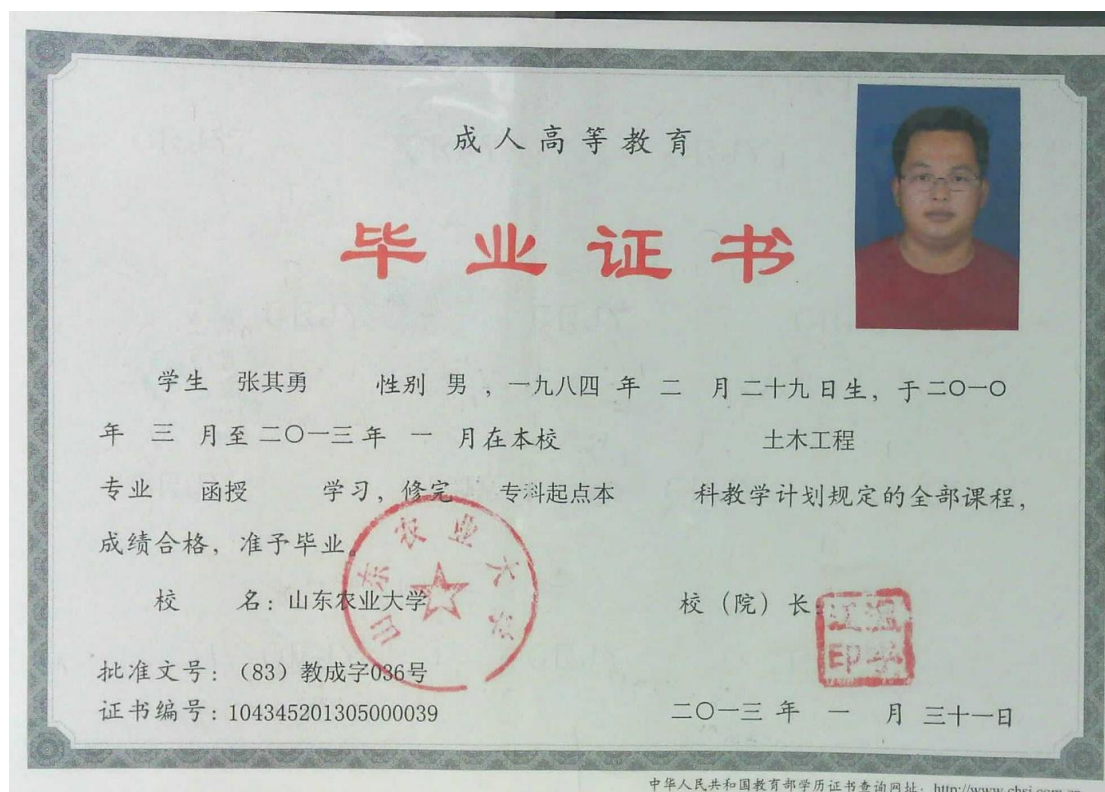 成人高等教育
毕业证书
学生 张其勇 性别 男 ，一九八四 年 二 月 二十九 日生，于 二〇一〇
年 三 月至 二〇一三 年 一 月在本校 土木工程
专业 函授 学习，修完 专科起点本 科教学计划规定的全部课程，
成绩合格，准予毕业。
山东农业大学
校 名：山东农业大学 校（院）长：
批准文号：（83）教成字036号
证书编号：104345201305000039 二〇一三 年 一 月 三十一日
中华人民共和国教育部学历证书查询网址：http://www.chsi.com.cn